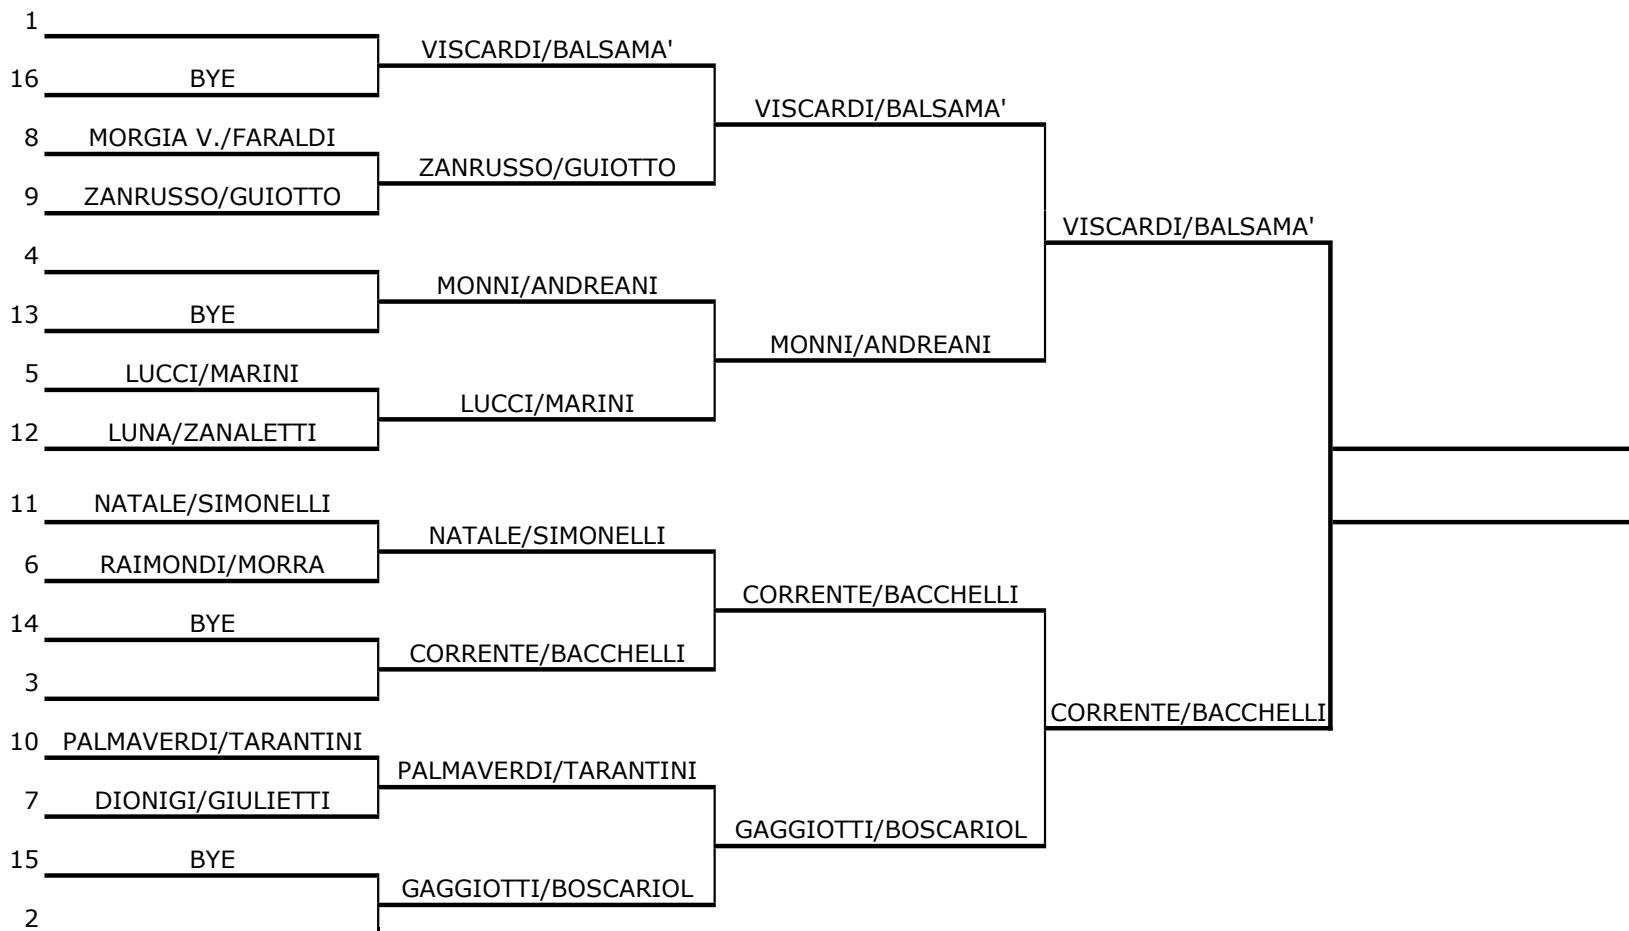 1
VISCARDI/BALSAMA'
16 BYE
VISCARDI/BALSAMA'
8 MORGIA V./FARALDI
ZANRUSSO/GUIOTTO
9 ZANRUSSO/GUIOTTO
VISCARDI/BALSAMA'
4
MONNI/ANDREANI
13 BYE
MONNI/ANDREANI
5 LUCCI/MARINI
LUCCI/MARINI
12 LUNA/ZANALETTI
11 NATALE/SIMONELLI
NATALE/SIMONELLI
6 RAIMONDI/MORRA
CORRENTE/BACCHELLI
14 BYE
CORRENTE/BACCHELLI
3
CORRENTE/BACCHELLI
10 PALMAVERDI/TARANTINI
PALMAVERDI/TARANTINI
7 DIONIGI/GIULIETTI
GAGGIOTTI/BOSCARIOL
15 BYE
GAGGIOTTI/BOSCARIOL
2